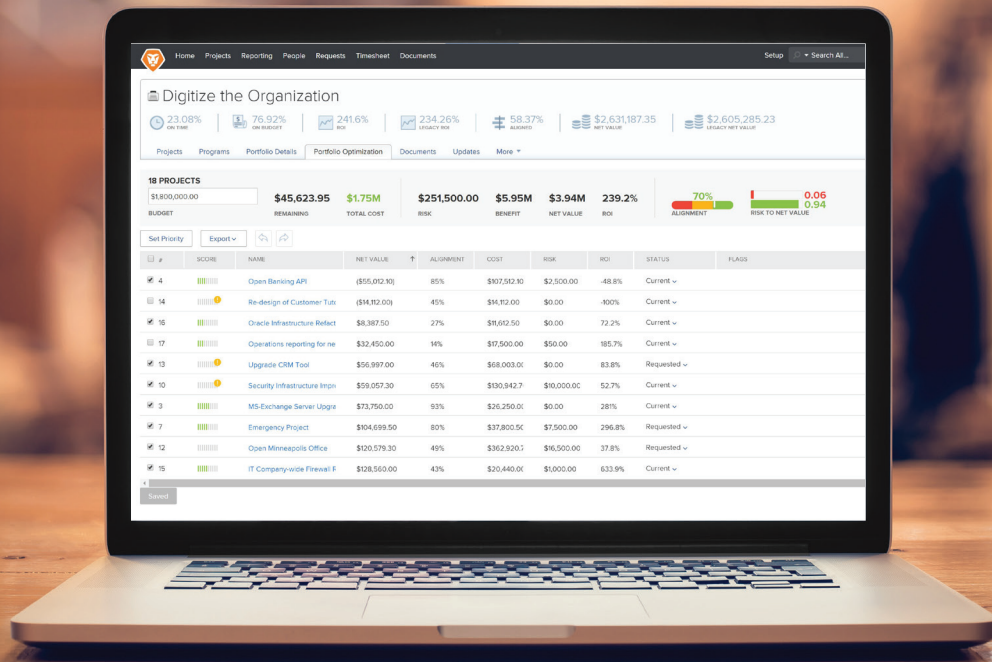 Home Projects Reporting People Requests Timesheet Documents Setup Search All...
Digitize the Organization
23.08% 76.92% 241.6% 234.26% 58.37% $2,631,187.35 $2,605,285.23
ON TIME ON BUDGET ROI LEGACY ROI ALIGNED NET VALUE LEGACY NET VALUE
Projects Programs Portfolio Details Portfolio Optimization Documents Updates More
18 PROJECTS
$1,800,000.00 $45,623.95 $1.75M $251,500.00 $5.95M $3.94M 239.2% 70% 0.06
0.94
BUDGET REMAINING TOTAL COST RISK BENEFIT NET VALUE ROI ALIGNMENT RISK TO NET VALUE
Set Priority Export
# SCORE NAME NET VALUE ALIGNMENT COST RISK ROI STATUS FLAGS
4 Open Banking API ($55,012.10) 85% $107,512.10 $2,500.00 -48.8% Current
14 Re-design of Customer Tuto ($14,112.00) 45% $14,112.00 $0.00 -100% Current
16 Oracle Infrastructure Refact $8,387.50 27% $11,612.50 $0.00 72.2% Current
17 Operations reporting for ne $32,450.00 14% $17,500.00 $50.00 185.7% Current
13 Upgrade CRM Tool $56,997.00 46% $68,003.0( $0.00 83.8% Requested
10 Security Infrastructure Impr $59,057.30 65% $130,942.7 $10,000.00 52.7% Current
3 MS-Exchange Server Upgra $73,750.00 93% $26,250.0( $0.00 281% Current
7 Emergency Project $104,699.50 80% $37,800.5( $7,500.00 296.8% Requested
12 Open Minneapolis Office $120,579.30 49% $362,920.7 $16,500.00 37.8% Requested
15 IT Company-wide Firewall R $128,560.00 43% $20,440.0( $1,000.00 633.9% Current
Saved